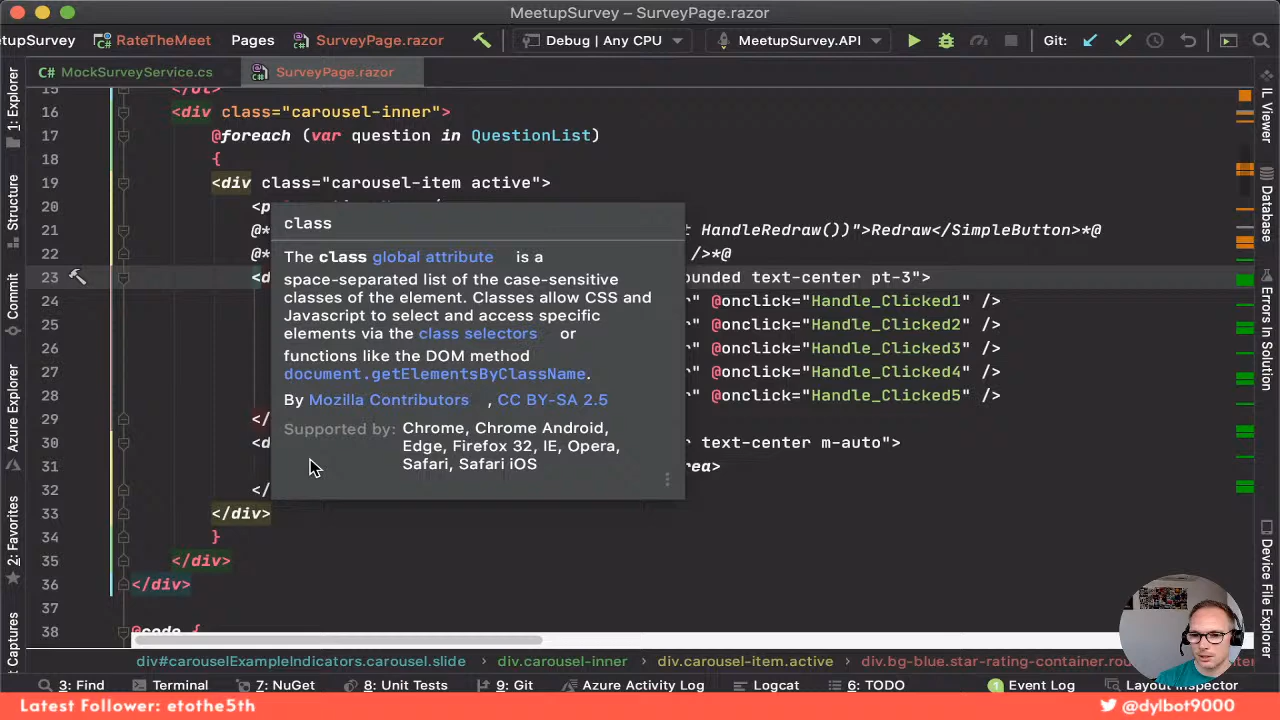 MeetupSurvey – SurveyPage.razor
etupSurvey RateTheMeet Pages SurveyPage.razor Debug | Any CPU MeetupSurvey.API Git:
C# MockSurveyService.cs SurveyPage.razor
15 </ol>
16 <div class="carousel-inner">
17 @foreach (var question in QuestionList)
18 {
19 <div class="carousel-item active">
20 <p
21 @* t HandleRedraw())">Redraw</SimpleButton>*@
22 @* />*@
23 <d ounded text-center pt-3">
24 " @onclick="Handle_Clicked1" />
25 " @onclick="Handle_Clicked2" />
26 " @onclick="Handle_Clicked3" />
27 " @onclick="Handle_Clicked4" />
28 " @onclick="Handle_Clicked5" />
29 </
30 <d r text-center m-auto">
31 rea>
32 </
33 </div>
34 }
35 </div>
36 </div>
37
38 @code {
class
The class global attribute is a
space-separated list of the case-sensitive
classes of the element. Classes allow CSS and
Javascript to select and access specific
elements via the class selectors or
functions like the DOM method
document.getElementsByClassName.
By Mozilla Contributors , CC BY-SA 2.5
Supported by: Chrome, Chrome Android,
Edge, Firefox 32, IE, Opera,
Safari, Safari iOS
1: Explorer
Structure
Commit
Azure Explorer
2: Favorites
t Captures
IL Viewer
Database
Errors In Solution
Device File Explorer
div#carouselExampleIndicators.carousel.slide div.carousel-inner div.carousel-item.active div.bg-blue.star-rating-container.rou
3: Find Terminal 7: NuGet 8: Unit Tests 9: Git Azure Activity Log Logcat 6: TODO 1 Event Log Layout Inspector
Latest Follower: etothe5th @dylbot9000